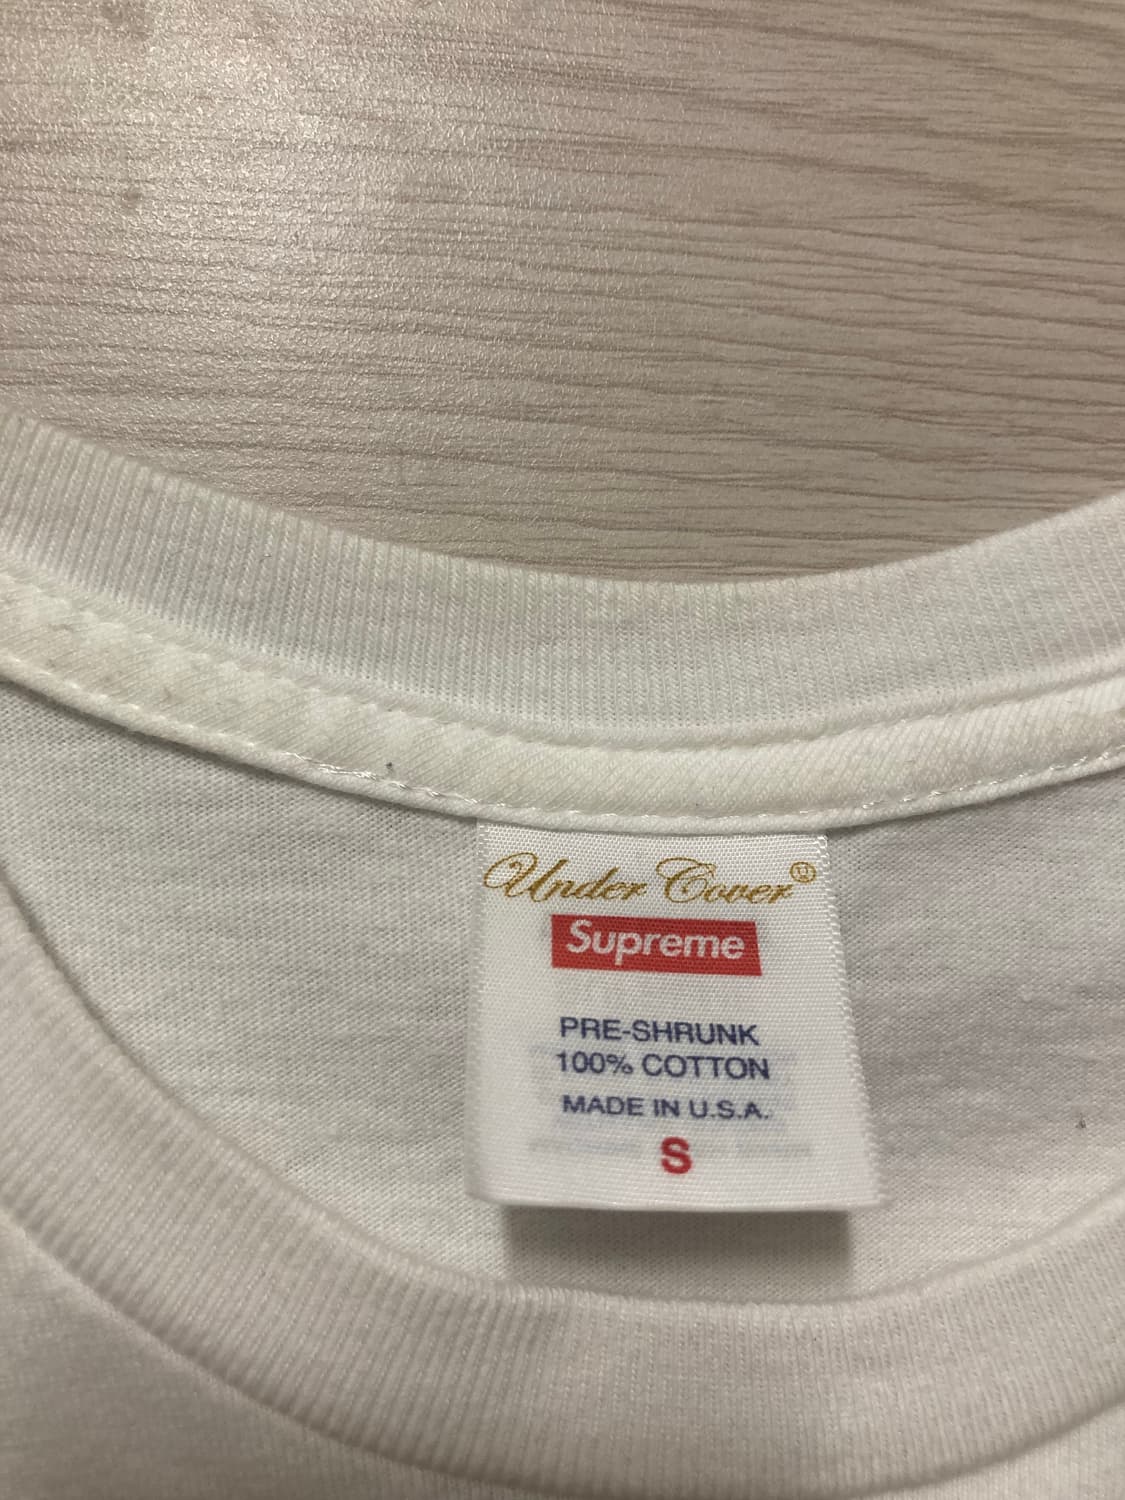 Under Cover
Supreme
PRE-SHRUNK
100% COTTON
MADE IN U.S.A.
S